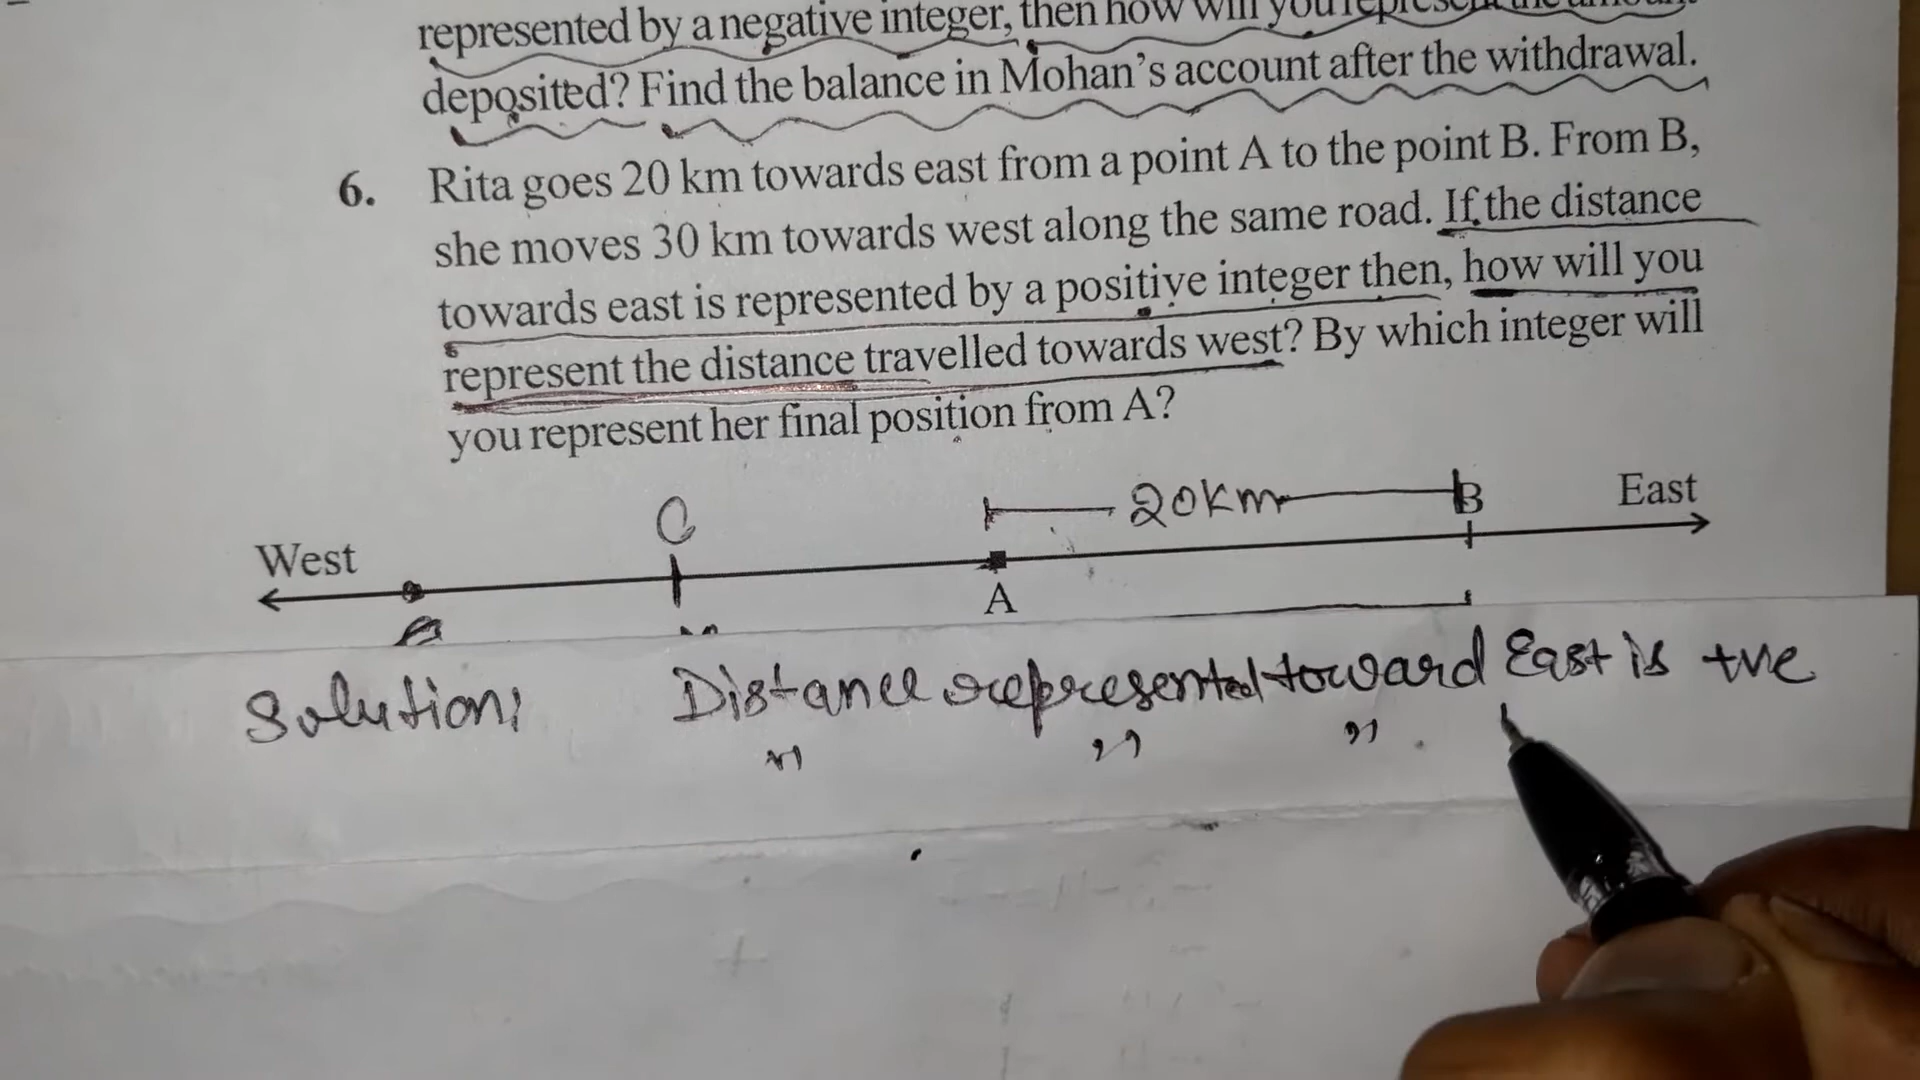 represented by a negative integer, then how will you represent the amount
deposited? Find the balance in Mohan's account after the withdrawal.
6. Rita goes 20 km towards east from a point A to the point B. From B,
she moves 30 km towards west along the same road. If the distance
towards east is represented by a positive integer then, how will you
represent the distance travelled towards west? By which integer will
you represent her final position from A?
C 20km B East
West
A
Solution: Distance represented toward East is +ve
" " "